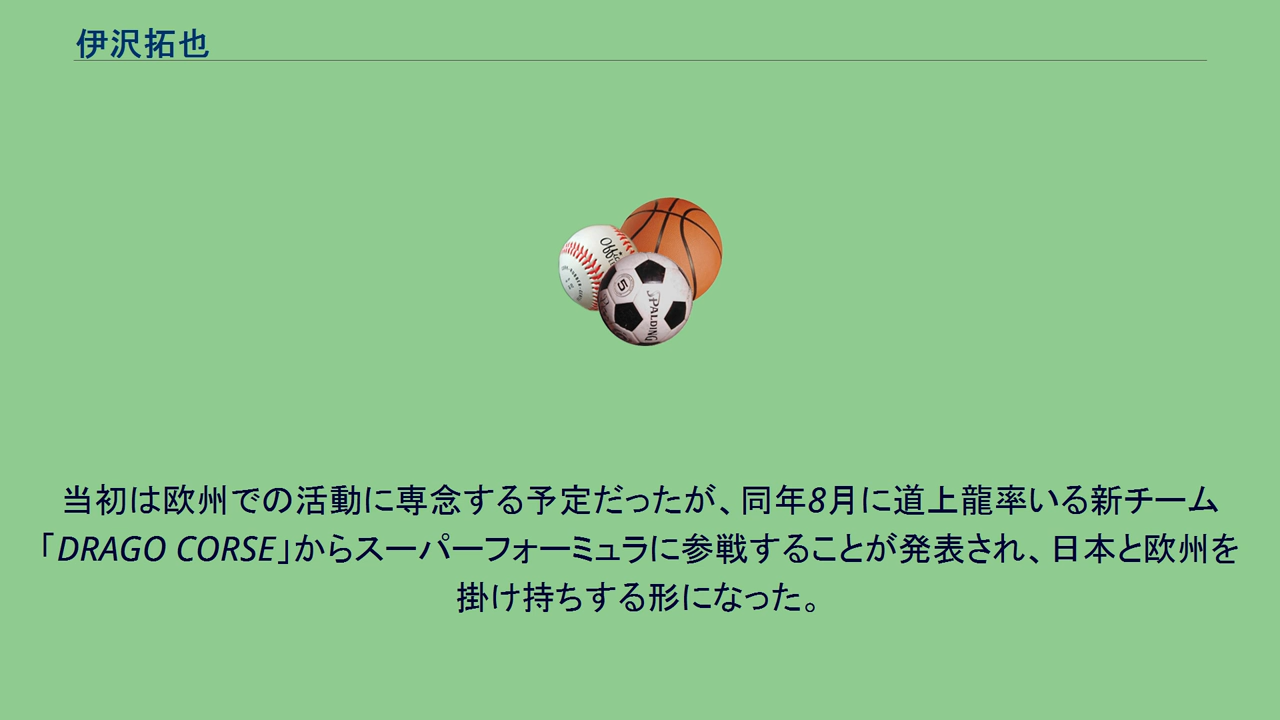 伊沢拓也
Offic
5
SPALDING
当初は欧州での活動に専念する予定だったが、同年8月に道上龍率いる新チーム
「DRAGO CORSE」からスーパーフォーミュラに参戦することが発表され、日本と欧州を
掛け持ちする形になった。